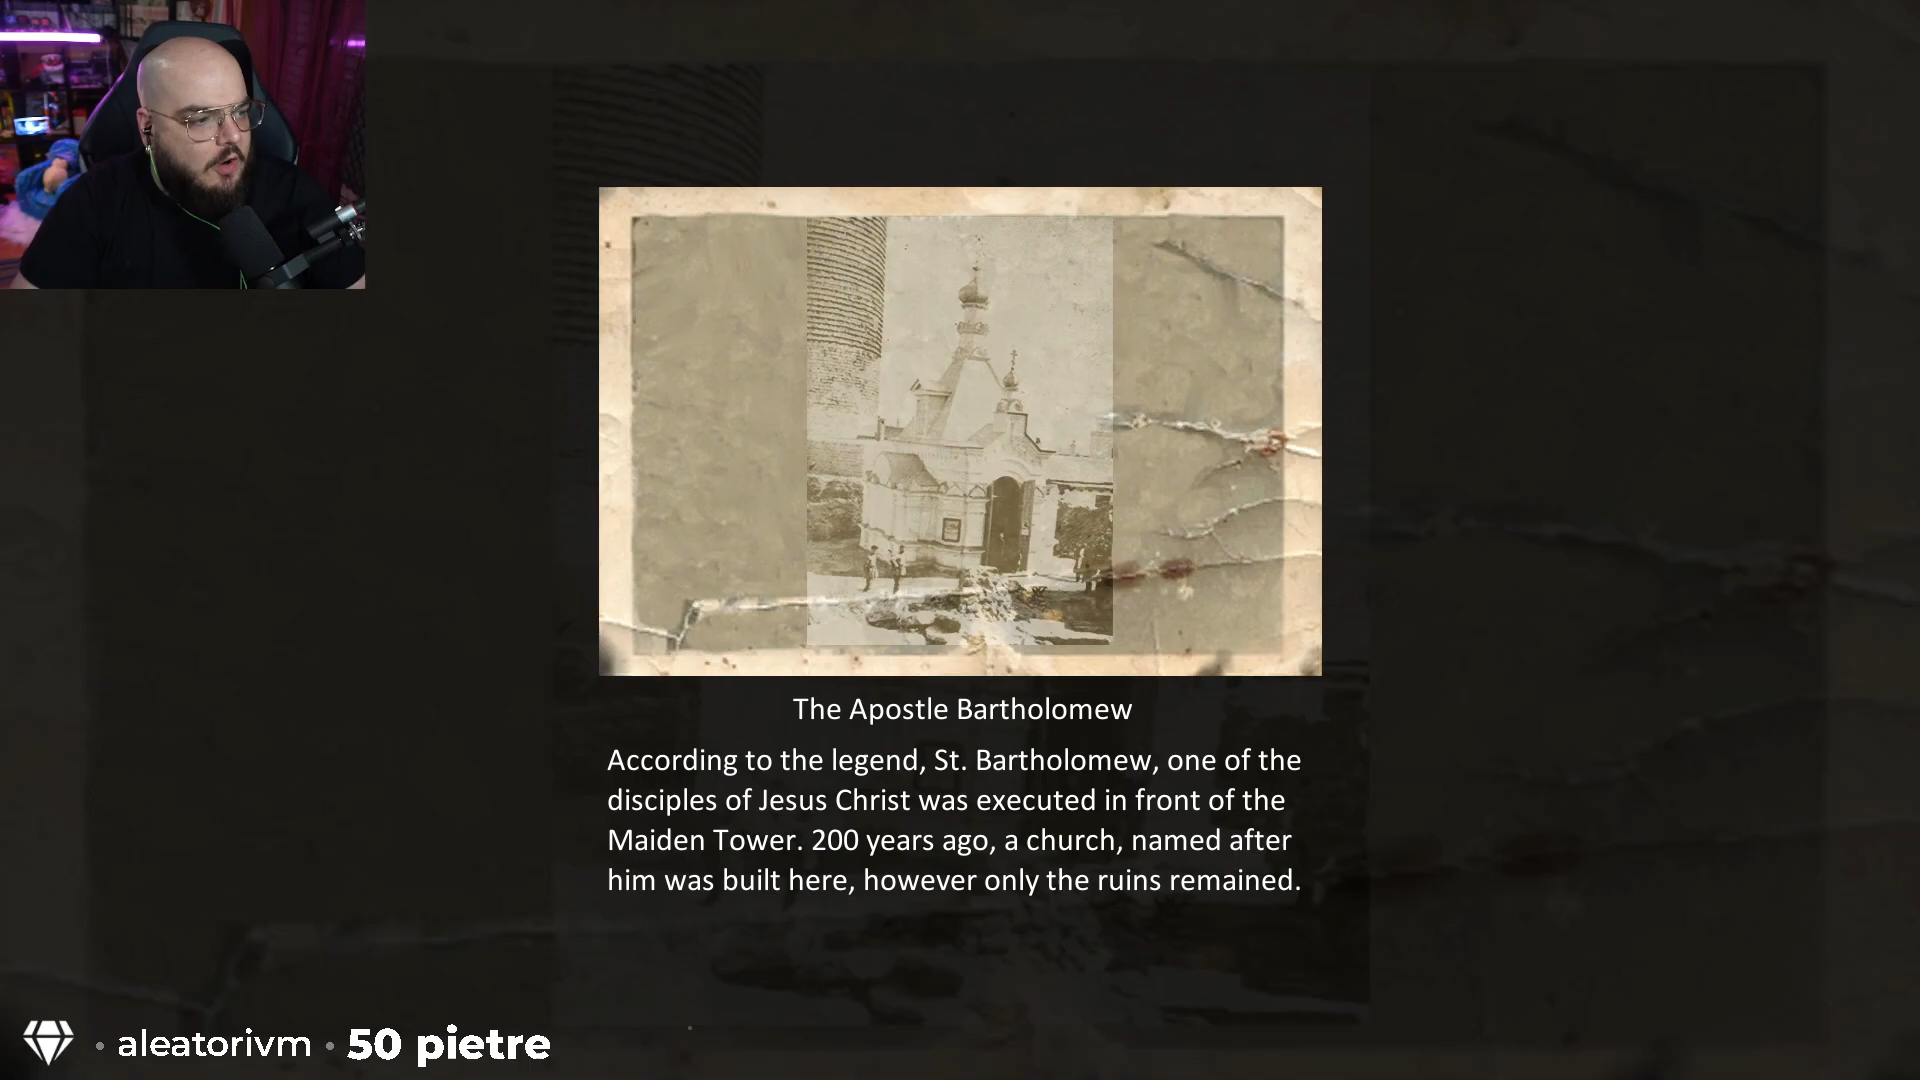 The Apostle Bartholomew
According to the legend, St. Bartholomew, one of the
disciples of Jesus Christ was executed in front of the
Maiden Tower. 200 years ago, a church, named after
him was built here, however only the ruins remained.
• aleatorivm • 50 pietre